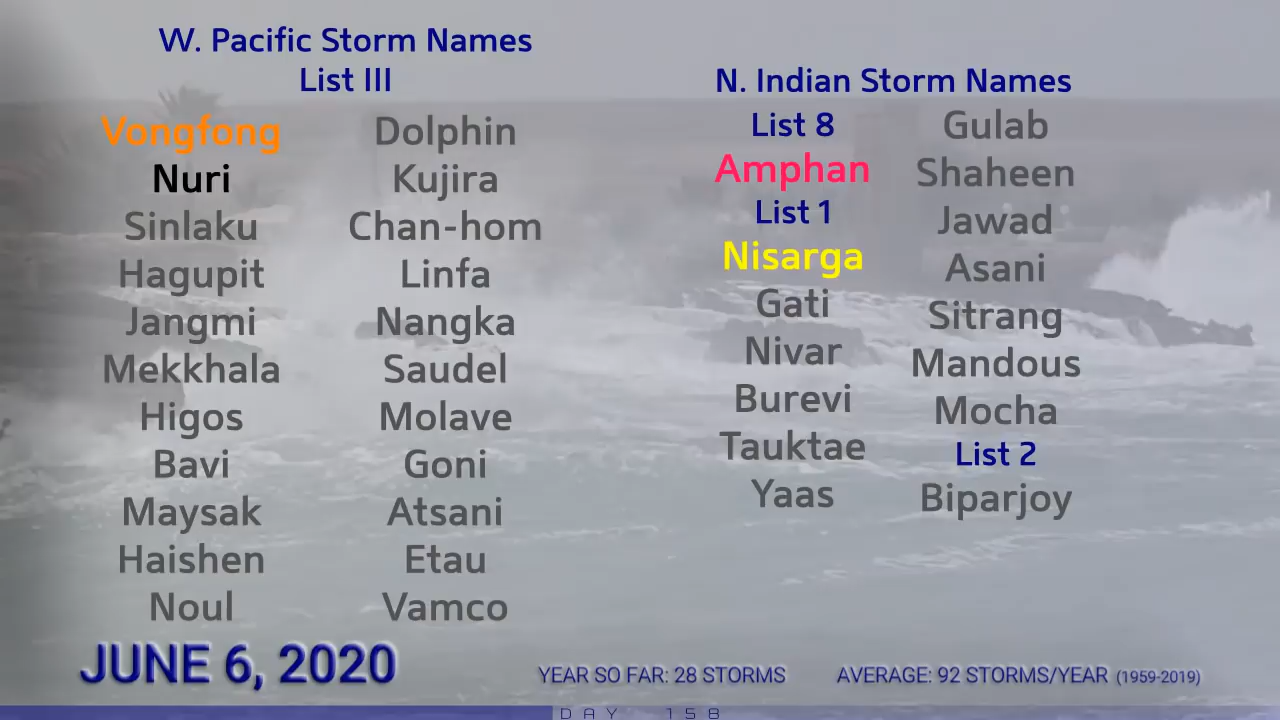 W. Pacific Storm Names
List III
Vongfong
Nuri
Sinlaku
Hagupit
Jangmi
Mekkhala
Higos
Bavi
Maysak
Haishen
Noul
Dolphin
Kujira
Chan-hom
Linfa
Nangka
Saudel
Molave
Goni
Atsani
Etau
Vamco
N. Indian Storm Names
List 8
Amphan
List 1
Nisarga
Gati
Nivar
Burevi
Tauktae
Yaas
Gulab
Shaheen
Jawad
Asani
Sitrang
Mandous
Mocha
List 2
Biparjoy
JUNE 6, 2020
YEAR SO FAR: 28 STORMS
AVERAGE: 92 STORMS/YEAR (1959-2019)
DAY 158